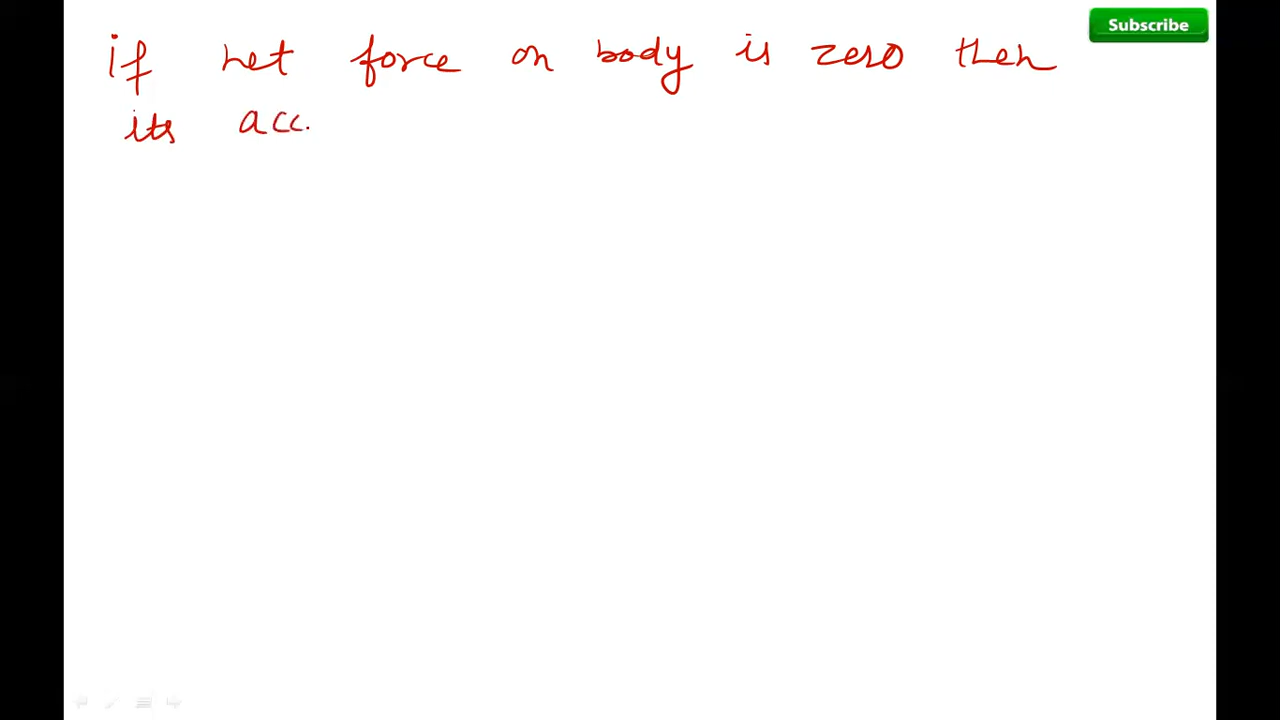 Subscribe
if net force on body is zero then
its acc.